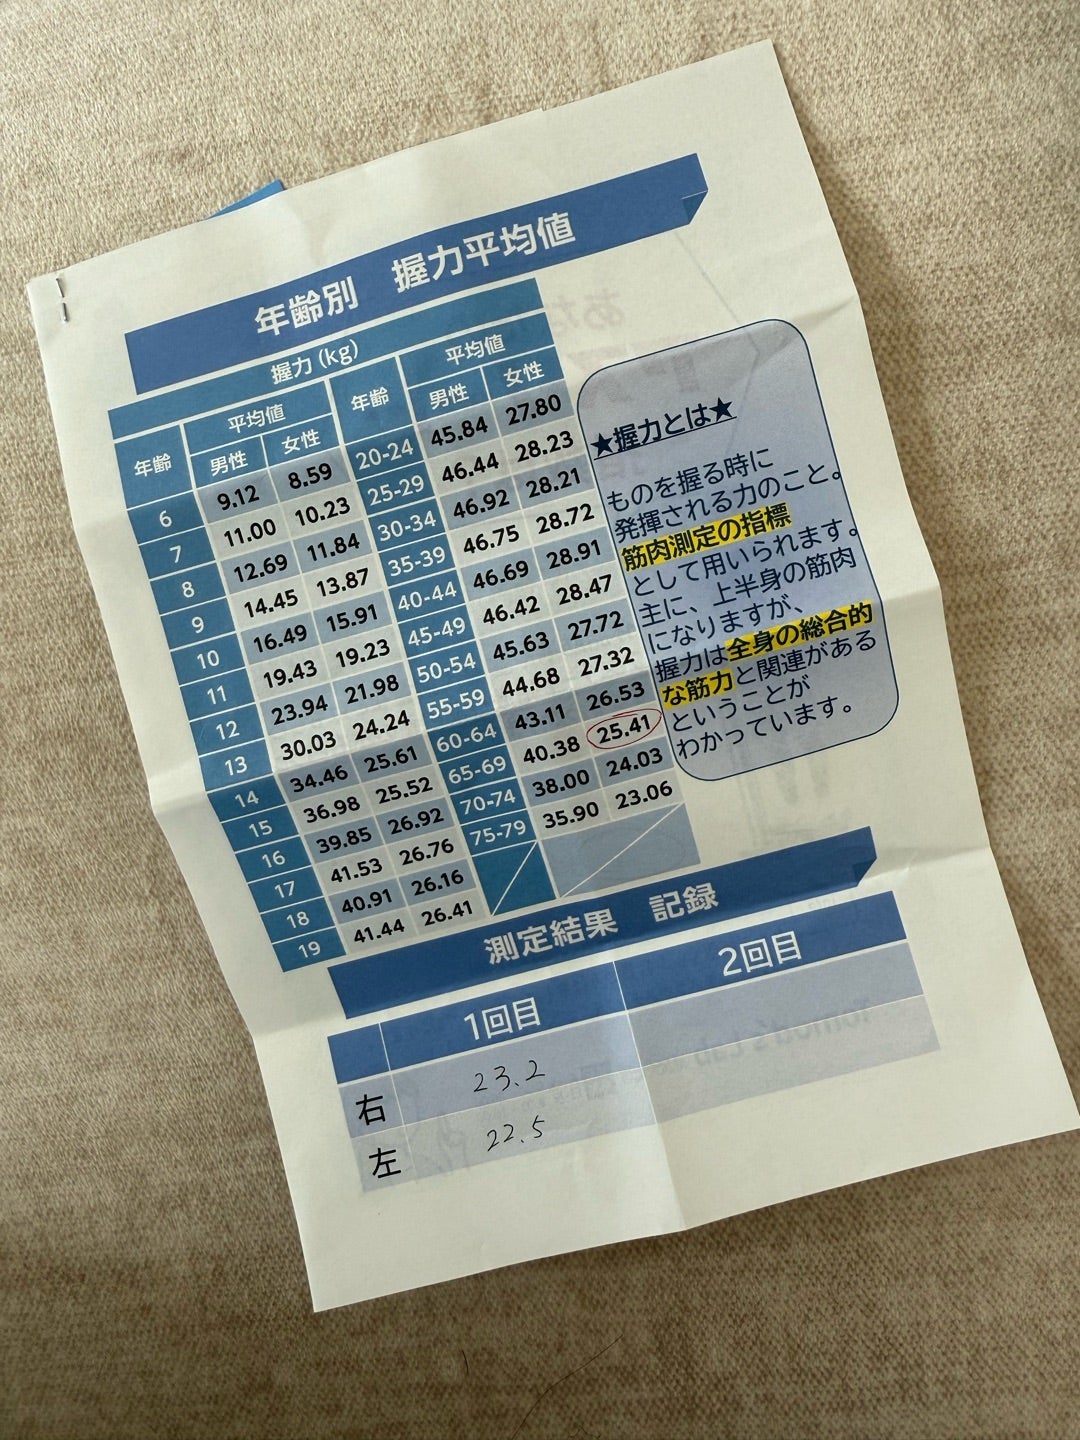 年齢別 握力平均値
握力(kg)
年齢 平均値 年齢 平均値
男性 女性 男性 女性
6 9.12 8.59 20-24 45.84 27.80
7 11.00 10.23 25-29 46.44 28.23
8 12.69 11.84 30-34 46.92 28.21
9 14.45 13.87 35-39 46.75 28.72
10 16.49 15.91 40-44 46.69 28.91
11 19.43 19.23 45-49 46.42 28.47
12 23.94 21.98 50-54 45.63 27.72
13 30.03 24.24 55-59 44.68 27.32
14 34.46 25.61 60-64 43.11 26.53
15 36.98 25.52 65-69 40.38 25.41
16 39.85 26.92 70-74 38.00 24.03
17 41.53 26.76 75-79 35.90 23.06
18 40.91 26.16
19 41.44 26.41
★握力とは★
ものを握る時に
発揮される力のこと。
筋肉測定の指標
として用いられます。
主に、上半身の筋肉
になりますが、
握力は全身の総合的
な筋力と関連がある
ということが
わかっています。
測定結果 記録
1回目 2回目
右 23.2
左 22.5